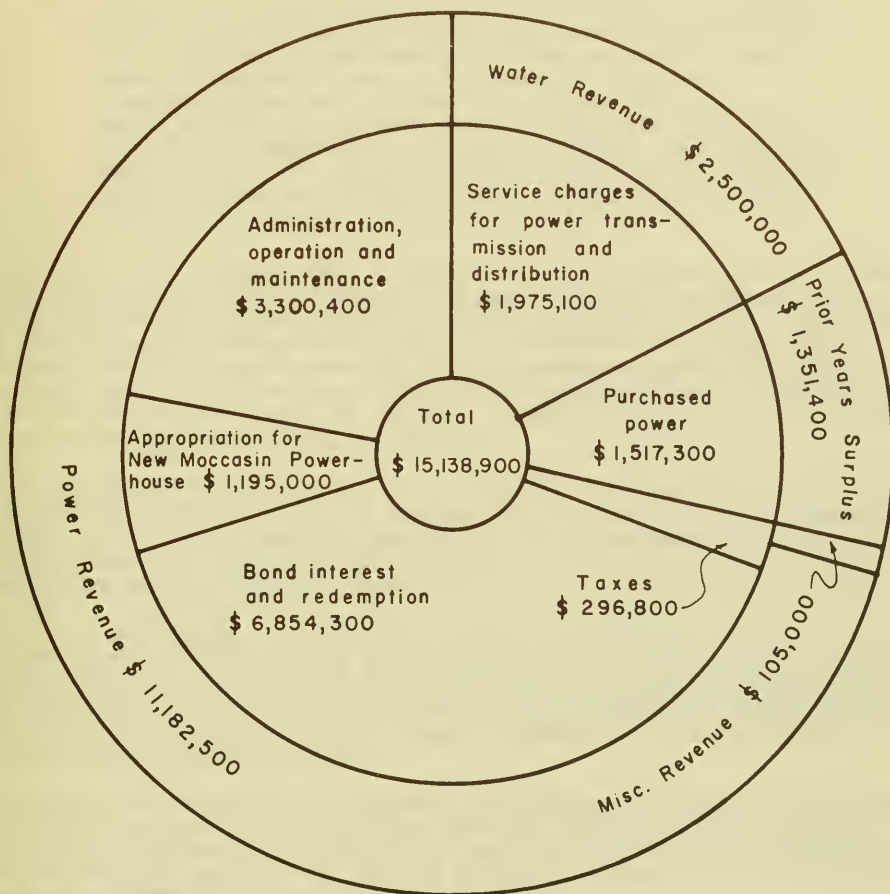 Water Revenue $2,500,000
Prior Years Surplus
$ 1,351,400
Misc. Revenue $ 105,000
Power Revenue $ 11,182,500
Service charges
for power trans-
mission and
distribution
$ 1,975,100
Purchased
power
$ 1,517,300
Taxes
$ 296,800
Bond interest
and redemption
$ 6,854,300
Appropriation for
New Moccasin Power-
house $ 1,195,000
Administration,
operation and
maintenance
$ 3,300,400
Total
$ 15,138,900